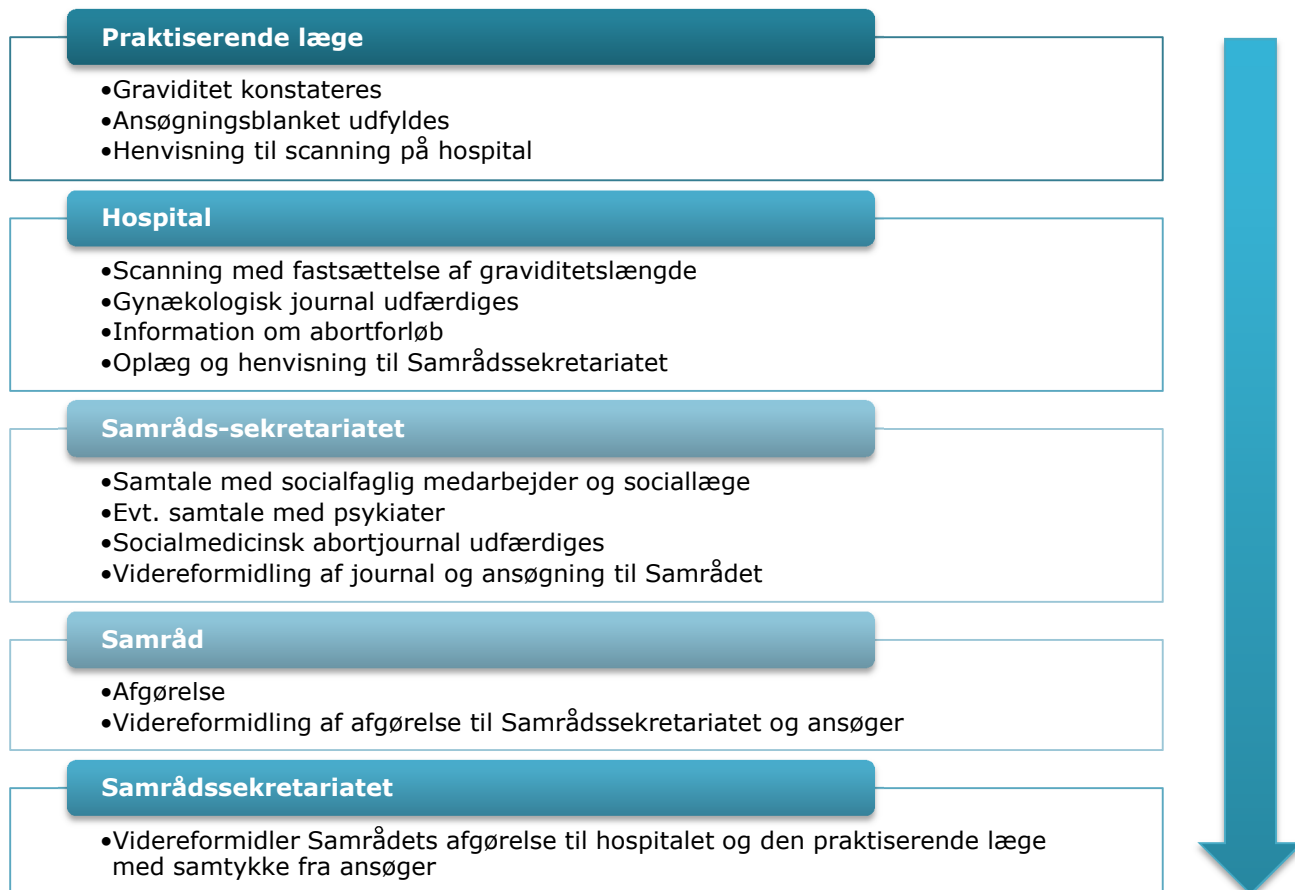 Praktiserende læge
•Graviditet konstateres
•Ansøgningsblanket udfyldes
•Henvisning til scanning på hospital
Hospital
•Scanning med fastsættelse af graviditetslængde
•Gynækologisk journal udfærdiges
•Information om abortforløb
•Oplæg og henvisning til Samrådssekretariatet
Samråds-sekretariatet
•Samtale med socialfaglig medarbejder og sociallæge
•Evt. samtale med psykiater
•Socialmedicinsk abortjournal udfærdiges
•Videreformidling af journal og ansøgning til Samrådet
Samråd
•Afgørelse
•Videreformidling af afgørelse til Samrådssekretariatet og ansøger
Samrådssekretariatet
•Videreformidler Samrådets afgørelse til hospitalet og den praktiserende læge
med samtykke fra ansøger